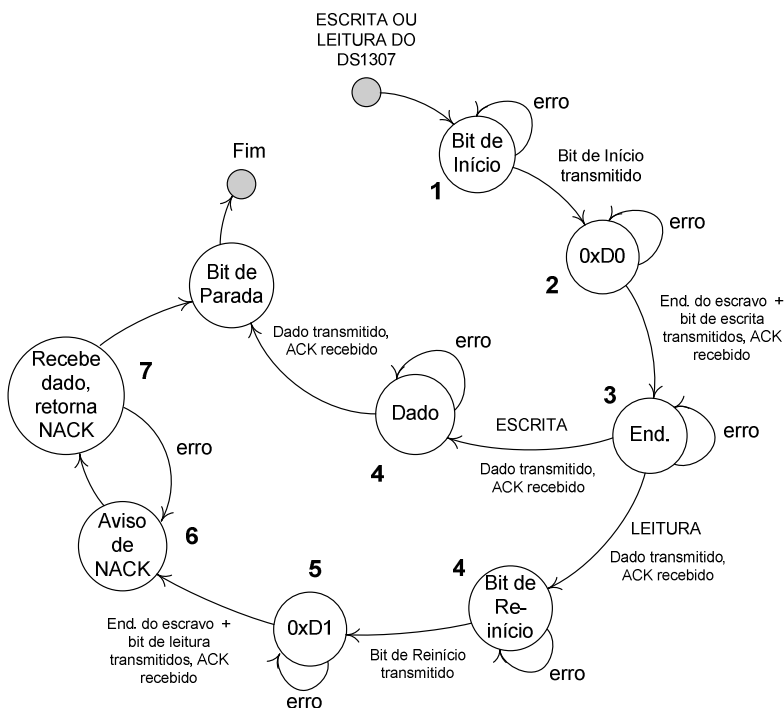 ESCRITA OU
LEITURA DO
DS1307
erro
Bit de
Início
1
Bit de Início
transmitido
Fim
erro
0xD0
2
Bit de
Parada
End. do escravo +
bit de escrita
transmitidos, ACK
recebido
Dado transmitido,
ACK recebido
erro
Recebe
dado,
retorna
NACK
7
3
Dado
4
ESCRITA
Dado transmitido,
ACK recebido
End.
erro
erro
Aviso
de
NACK
6
LEITURA
Dado transmitido,
ACK recebido
5
4
Bit de
Re-
início
0xD1
End. do escravo +
bit de leitura
transmitidos, ACK
recebido
Bit de Reinício
transmitido
erro
erro